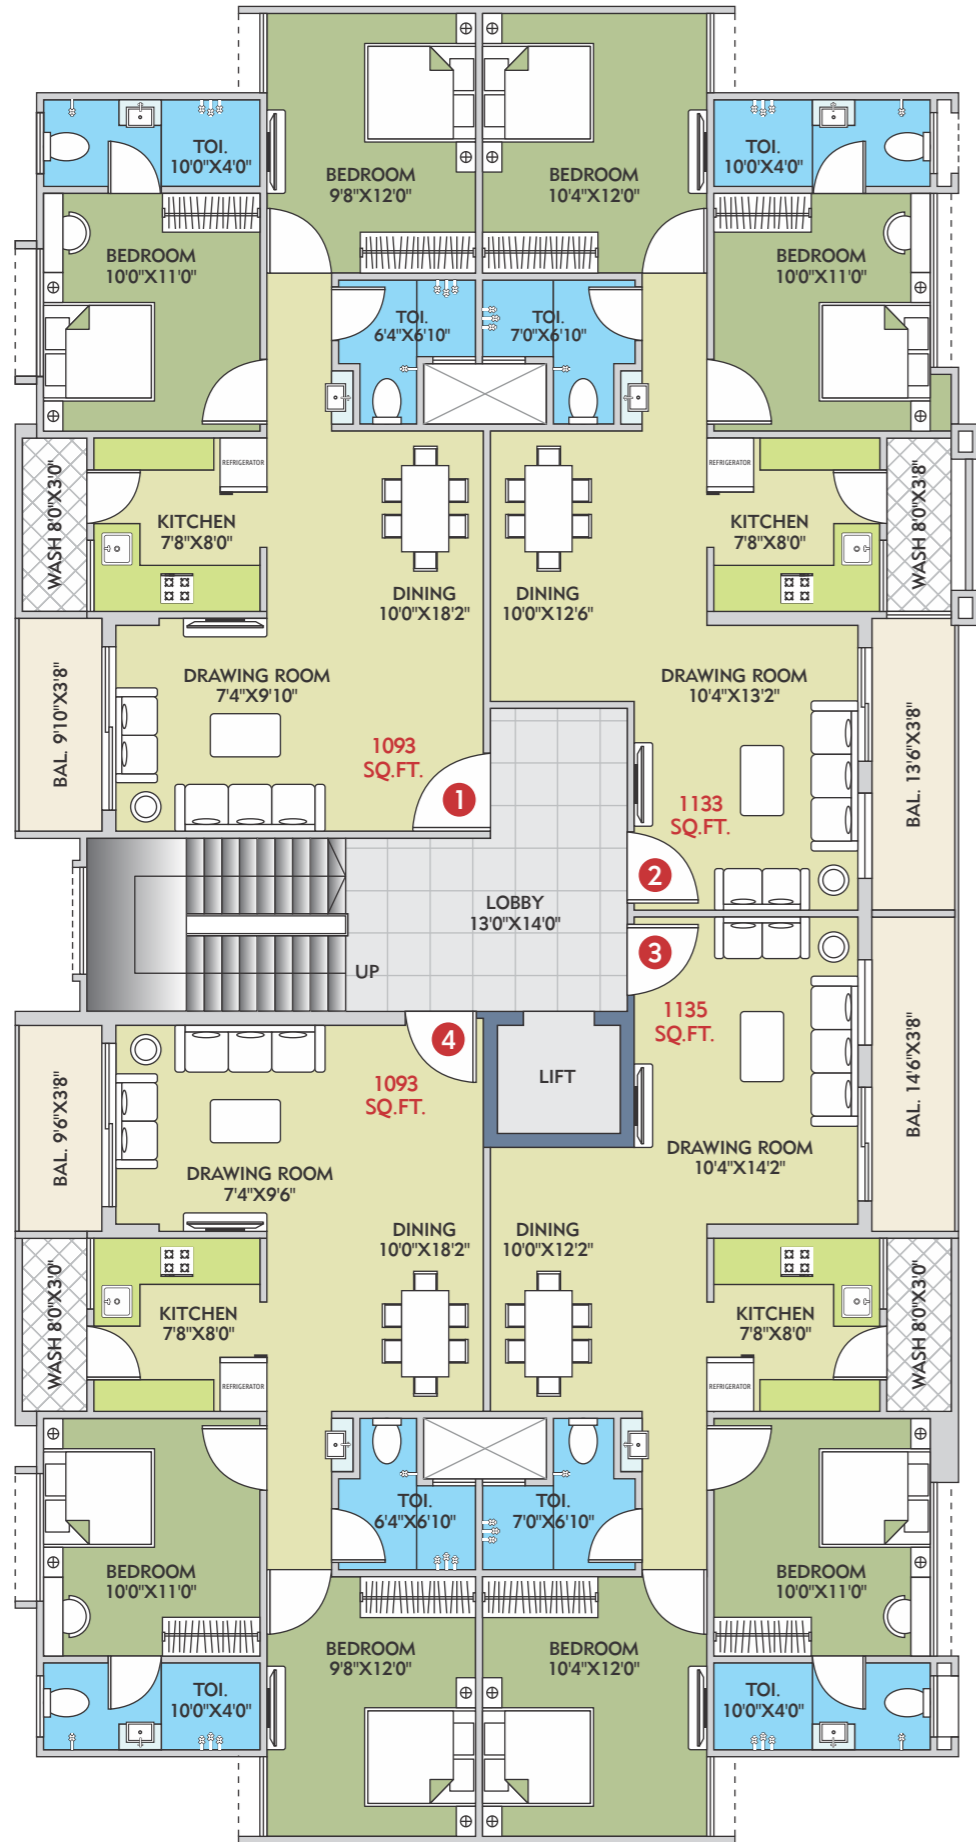 TOI.
10'0"X4'0"
BEDROOM
9'8"X12'0"
BEDROOM
10'4"X12'0"
TOI.
10'0"X4'0"
BEDROOM
10'0"X11'0"
BEDROOM
10'0"X11'0"
TOI.
6'4"X6'10"
TOI.
7'0"X6'10"
WASH 8'0"X3'0"
REFRIGERATOR
KITCHEN
7'8"X8'0"
DINING
10'0"X18'2"
DINING
10'0"X12'6"
REFRIGERATOR
KITCHEN
7'8"X8'0"
WASH 8'0"X3'8"
BAL. 9'10"X3'8"
DRAWING ROOM
7'4"X9'10"
1093
SQ.FT.
1
DRAWING ROOM
10'4"X13'2"
1133
SQ.FT.
2
BAL. 13'6"X3'8"
LOBBY
13'0"X14'0"
UP
3
1135
SQ.FT.
4
1093
SQ.FT.
LIFT
BAL. 9'6"X3'8"
DRAWING ROOM
7'4"X9'6"
DRAWING ROOM
10'4"X14'2"
BAL. 14'6"X3'8"
DINING
10'0"X18'2"
DINING
10'0"X12'2"
WASH 8'0"X3'0"
KITCHEN
7'8"X8'0"
REFRIGERATOR
KITCHEN
7'8"X8'0"
REFRIGERATOR
WASH 8'0"X3'0"
TOI.
6'4"X6'10"
TOI.
7'0"X6'10"
BEDROOM
10'0"X11'0"
BEDROOM
10'0"X11'0"
BEDROOM
9'8"X12'0"
BEDROOM
10'4"X12'0"
TOI.
10'0"X4'0"
TOI.
10'0"X4'0"